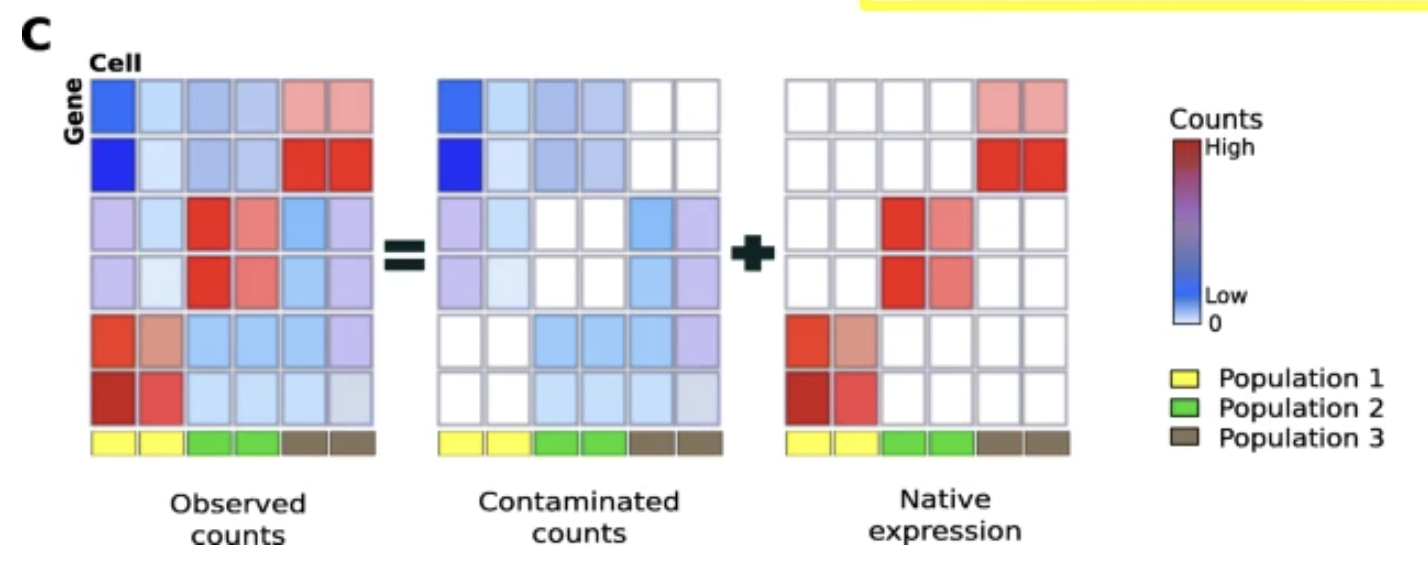 C
Cell
Gene
=
+
Counts
High
Low
0
Population 1
Population 2
Population 3
Observed
counts
Contaminated
counts
Native
expression